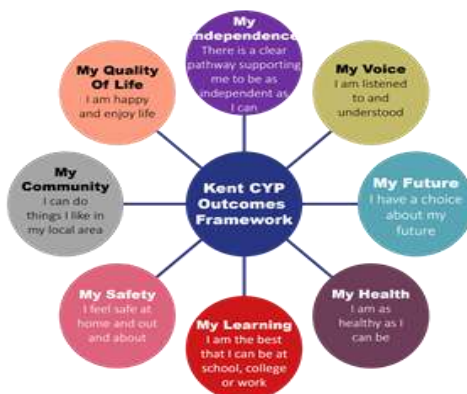 My
Independence
There is a clear
pathway supporting
me to be as
independent as
I can
My Voice
I am listened
to and
understood
My Future
I have a choice
about my
future
My Health
I am as
healthy as I
can be
My Learning
I am the best
that I can be at
school, college
or work
My Safety
I feel safe at
home and out
and about
My
Community
I can do
things I like in
my local area
My Quality
Of Life
I am happy
and enjoy life
Kent CYP
Outcomes
Framework